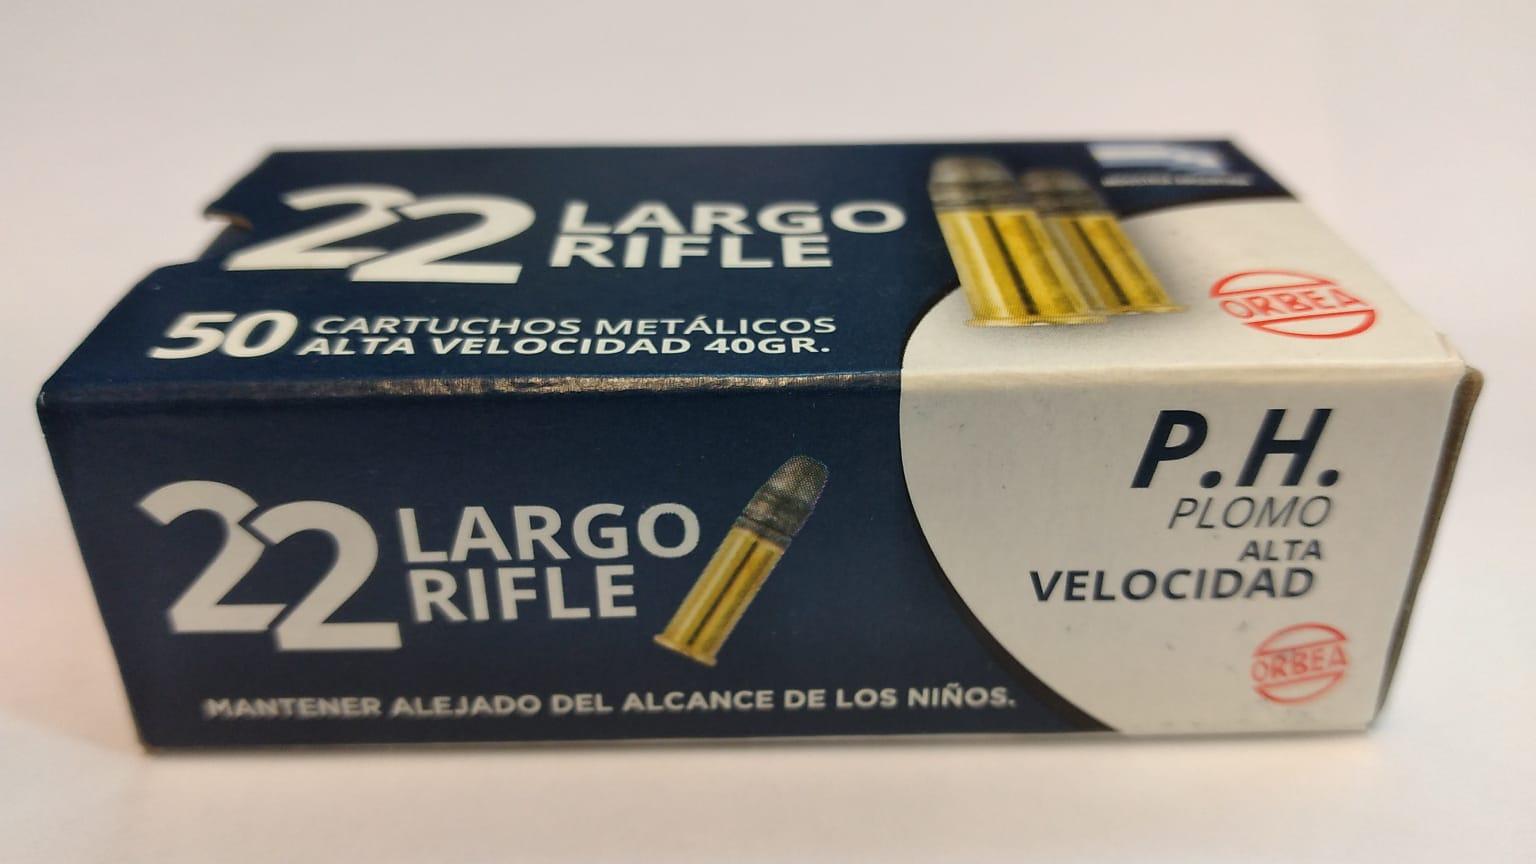 22 LARGO
RIFLE
50 CARTUCHOS METÁLICOS
ALTA VELOCIDAD 40GR.
ORBEA
22 LARGO
RIFLE
MANTENER ALEJADO DEL ALCANCE DE LOS NIÑOS.
P.H.
PLOMO
ALTA
VELOCIDAD
ORBEA